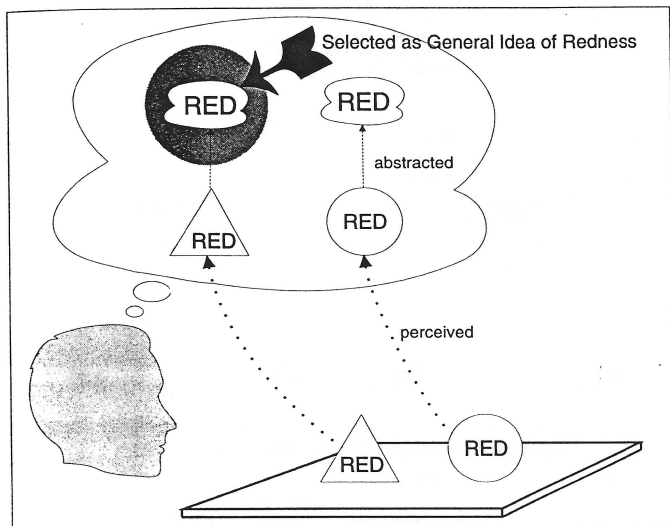 Selected as General Idea of Redness
RED
RED
abstracted
RED
RED
perceived
RED
RED